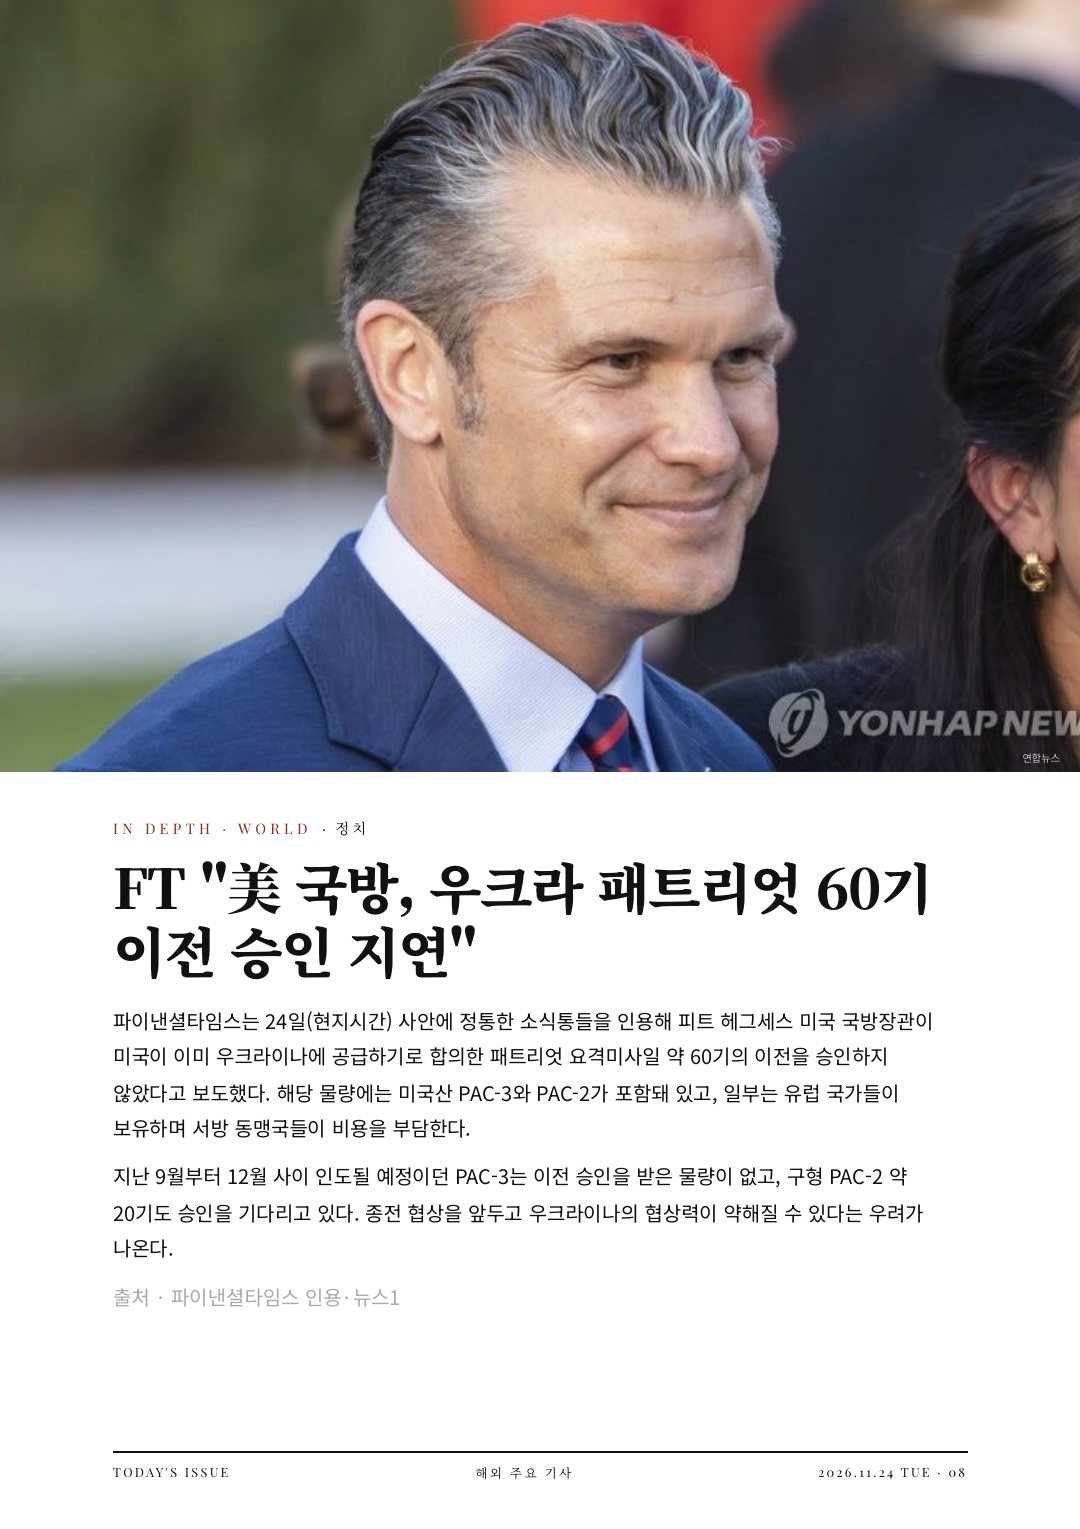 YONHAP NEW
연합뉴스
IN DEPTH · WORLD · 정치
FT "美 국방, 우크라 패트리엇 60기
이전 승인 지연"
파이낸셜타임스는 24일(현지시간) 사안에 정통한 소식통들을 인용해 피트 헤그세스 미국 국방장관이
미국이 이미 우크라이나에 공급하기로 합의한 패트리엇 요격미사일 약 60기의 이전을 승인하지
않았다고 보도했다. 해당 물량에는 미국산 PAC-3와 PAC-2가 포함돼 있고, 일부는 유럽 국가들이
보유하며 서방 동맹국들이 비용을 부담한다.
지난 9월부터 12월 사이 인도될 예정이던 PAC-3는 이전 승인을 받은 물량이 없고, 구형 PAC-2 약
20기도 승인을 기다리고 있다. 종전 협상을 앞두고 우크라이나의 협상력이 약해질 수 있다는 우려가
나온다.
출처 · 파이낸셜타임스 인용·뉴스1
TODAY'S ISSUE
해외 주요 기사
2026.11.24 TUE · 08